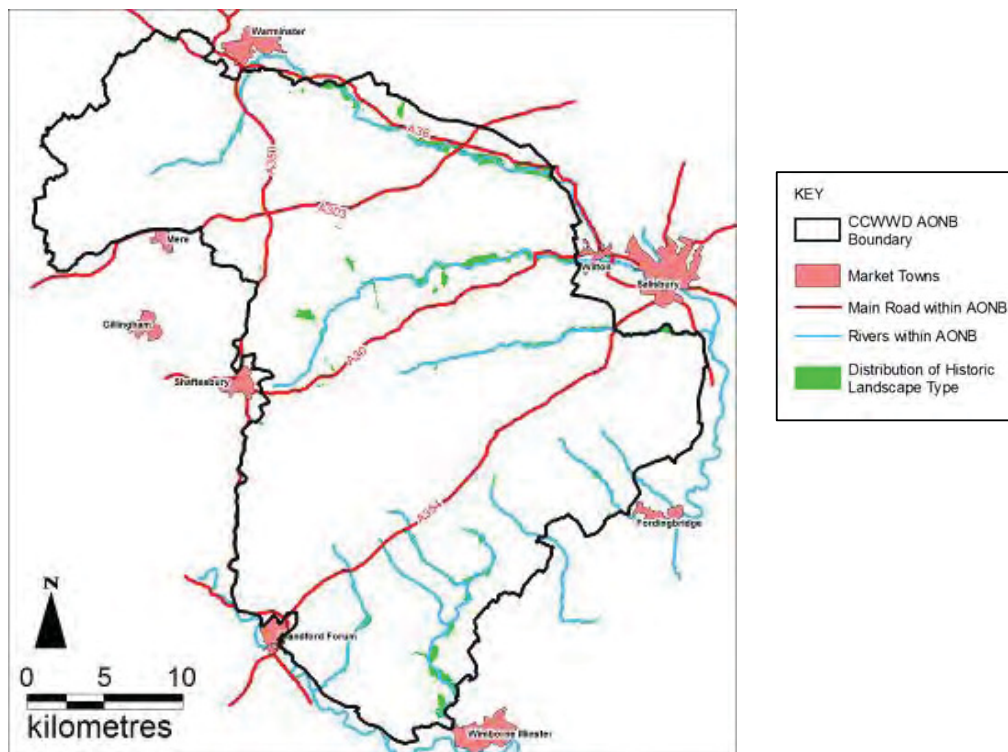 Warminster
A36
A350
A303
Mere
Wilton
Salisbury
Gillingham
A30
Shaftesbury
A354
Fordingbridge
N
landford Forum
Wimborne Minster
0 5 10
kilometres
KEY
CCWWD AONB
Boundary
Market Towns
Main Road within AONB
Rivers within AONB
Distribution of Historic
Landscape Type